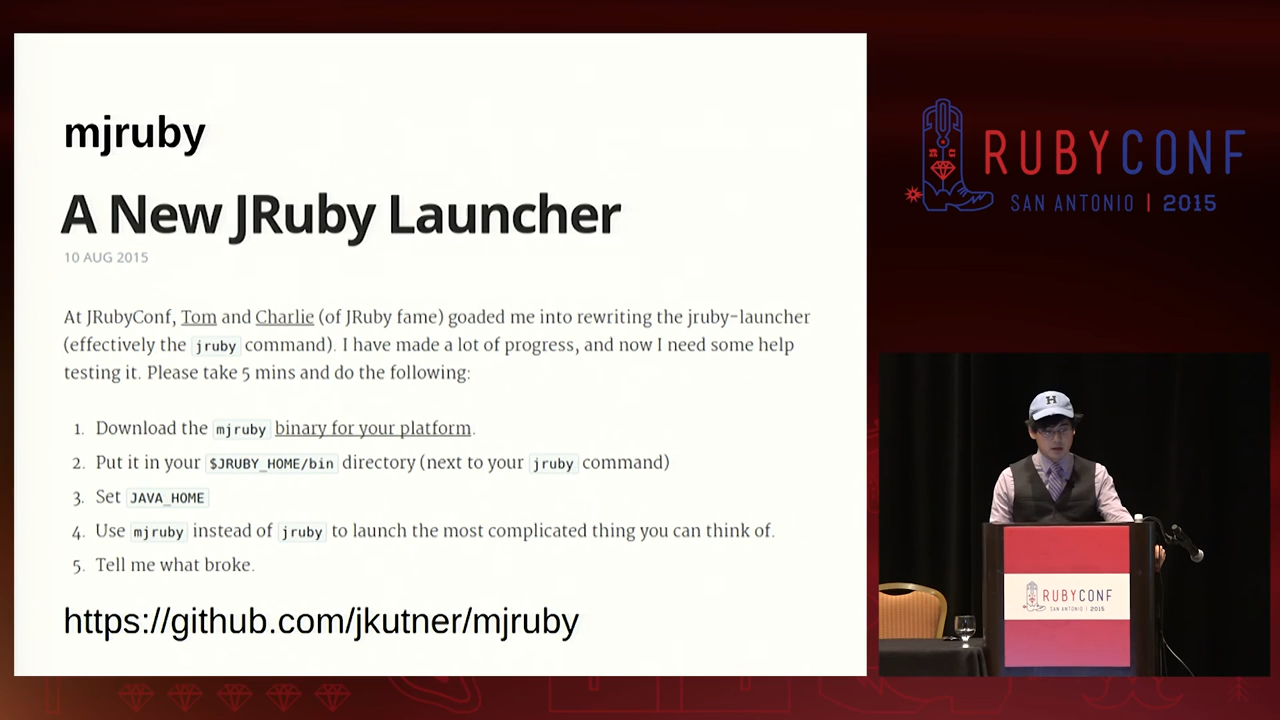 mjruby
A New JRuby Launcher
10 AUG 2015
At JRubyConf, Tom and Charlie (of JRuby fame) goaded me into rewriting the jruby-launcher
(effectively the jruby command). I have made a lot of progress, and now I need some help
testing it. Please take 5 mins and do the following:
1. Download the mjruby binary for your platform.
2. Put it in your $JRUBY_HOME/bin directory (next to your jruby command)
3. Set JAVA_HOME
4. Use mjruby instead of jruby to launch the most complicated thing you can think of.
5. Tell me what broke.
https://github.com/jkutner/mjruby
RUBYCONF
SAN ANTONIO | 2015
H
RUBYCONF
SAN ANTONIO | 2015